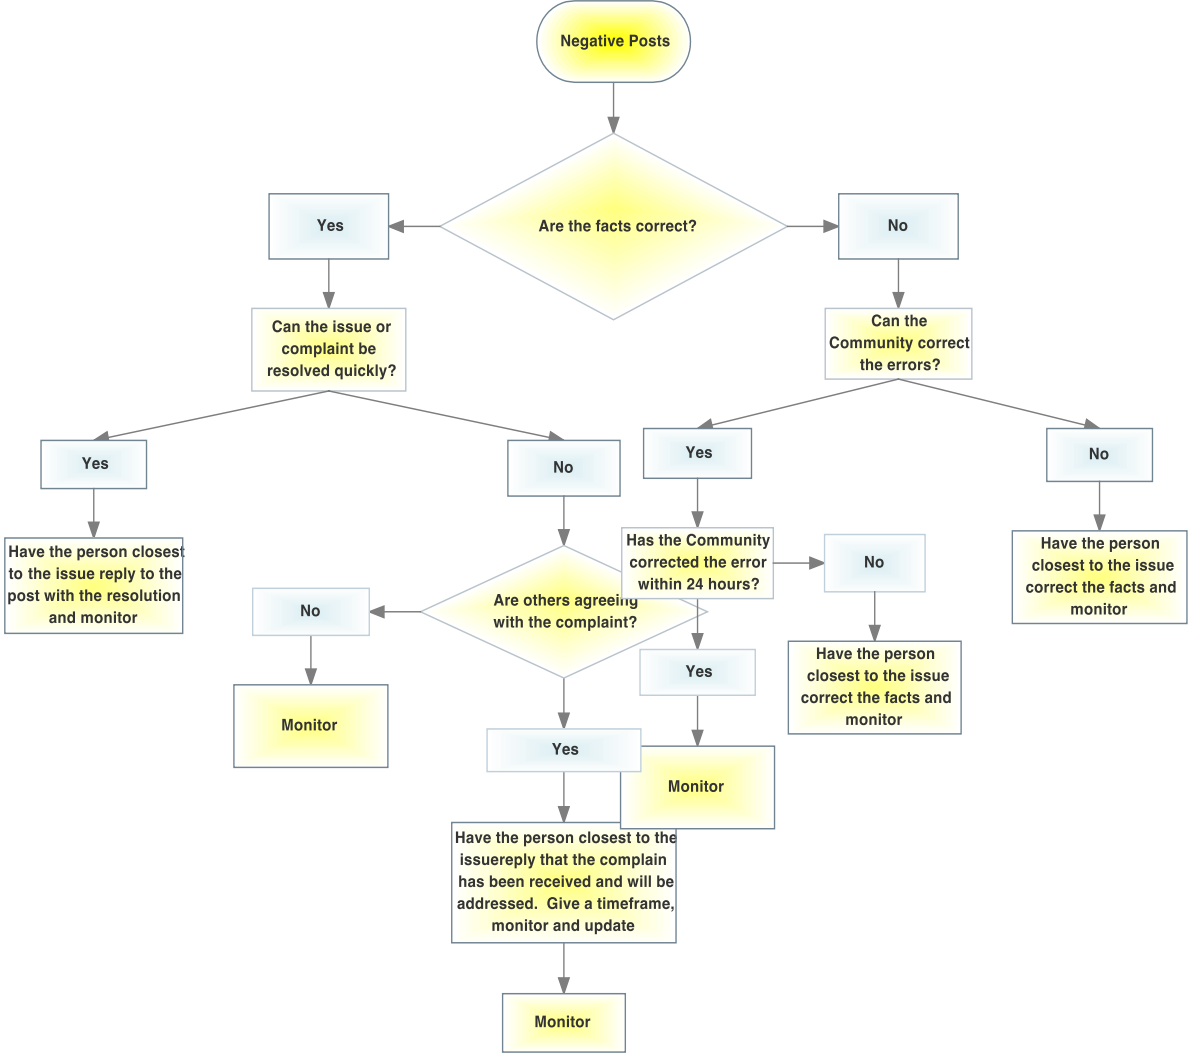 Negative Posts
Are the facts correct?
Yes
No
Can the issue or
complaint be
resolved quickly?
Can the
Community correct
the errors?
Yes
No
Yes
No
Have the person closest
to the issue reply to the
post with the resolution
and monitor
Are others agreeing
with the complaint?
Has the Community
corrected the error
within 24 hours?
No
Have the person
closest to the issue
correct the facts and
monitor
No
Yes
Have the person
closest to the issue
correct the facts and
monitor
Monitor
Yes
Monitor
Have the person closest to the
issuereply that the complain
has been received and will be
addressed.  Give a timeframe,
monitor and update
Monitor